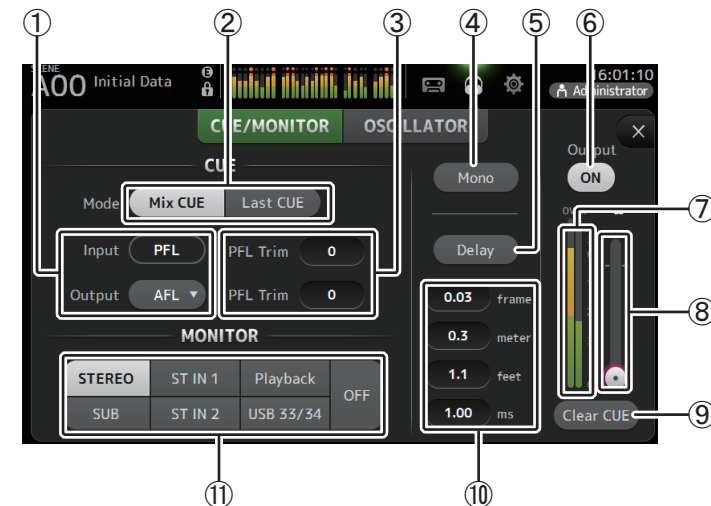 ① ② ③ ④ ⑤ ⑥
SCENE
A00 Initial Data
16:01:10
Administrator
CUE/MONITOR OSCILLATOR
CUE
Mode Mix CUE Last CUE
Mono
Output
ON
OVER
⑦
Input PFL PFL Trim 0
Delay
Output AFL ▼ PFL Trim 0
0.03 frame
⑧
MONITOR
0.3 meter
STEREO ST IN 1 Playback OFF
1.1 feet
SUB ST IN 2 USB 33/34
1.00 ms
Clear CUE
⑨
⑪ ⑩